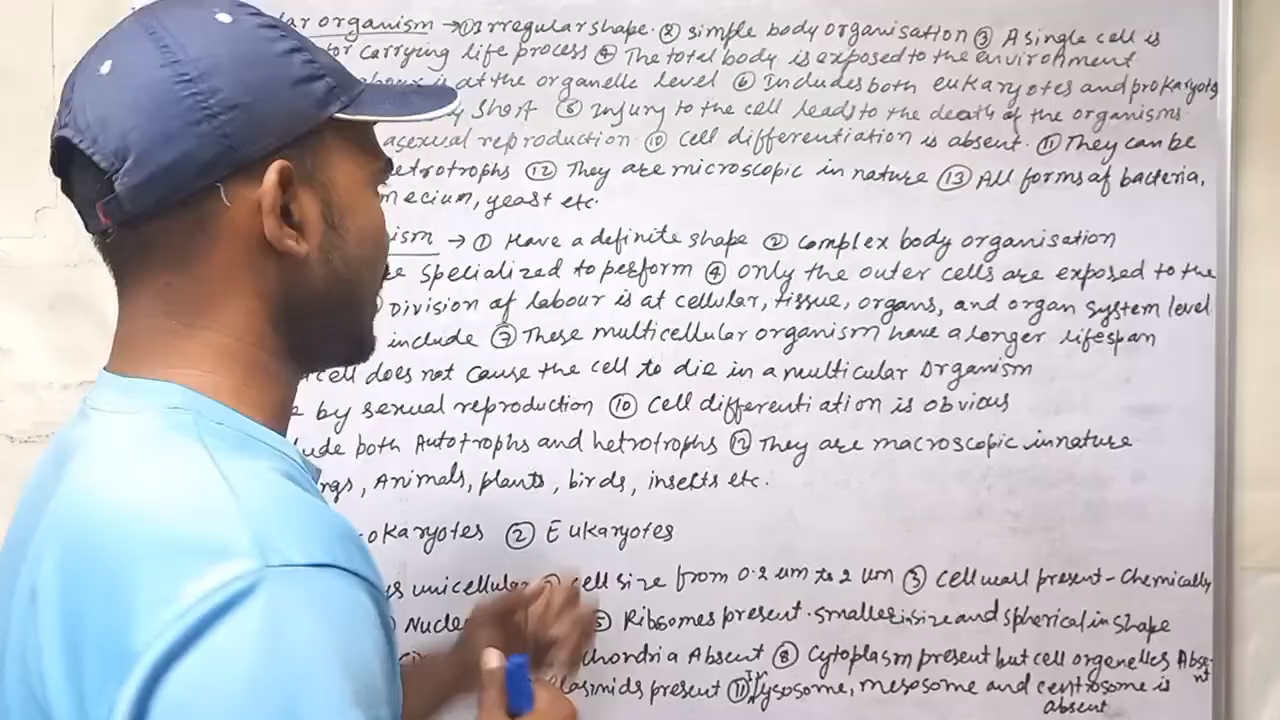 organism → ① Irregular shape. ② simple body organisation ③ A single cell is
for carrying life process ④ The total body is exposed to the environment
is at the organelle level ⑥ Includes both eukaryotes and prokaryots
short ⑧ Injury to the cell leads to the death of the organisms
asexual reproduction ⑩ cell differentiation is absent. ⑪ They can be
hetrotrophs ⑫ They are microscopic in nature ⑬ All forms of bacteria,
mecium, yeast etc.
ism → ① Have a definite shape ② complex body organisation
specialized to perform ④ only the outer cells are exposed to the
Division of labour is at cellular, tissue, organs, and organ system level
include ⑦ These multicellular organism have a longer lifespan
cell does not cause the cell to die in a multicular organism
by sexual reproduction ⑩ cell differentiation is obvious
ude both Autotrophs and hetrotrophs ⑫ They are macroscopic in nature
, Animals, plants, birds, insects etc.
okaryotes ② Eukaryotes
unicellular cell size from 0.2 um to 2 um ③ cell wall present - chemically
Ribosomes present. smaller in size and spherical in shape
chondria Absent ⑧ Cytoplasm present but cell organelles Absent
Plasmids present ⑪ lysosome, mesosome and centrosome is absent